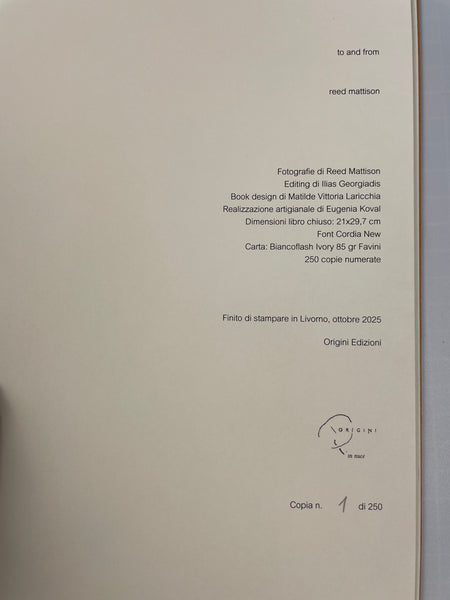 to and from
reed mattison
Fotografie di Reed Mattison
Editing di Ilias Georgiadis
Book design di Matilde Vittoria Laricchia
Realizzazione artigianale di Eugenia Koval
Dimensioni libro chiuso: 21x29,7 cm
Font Cordia New
Carta: Biancoflash Ivory 85 gr Favini
250 copie numerate
Finito di stampare in Livorno, ottobre 2025
Origini Edizioni
ORIGINI
in nuce
Copia n. 1 di 250